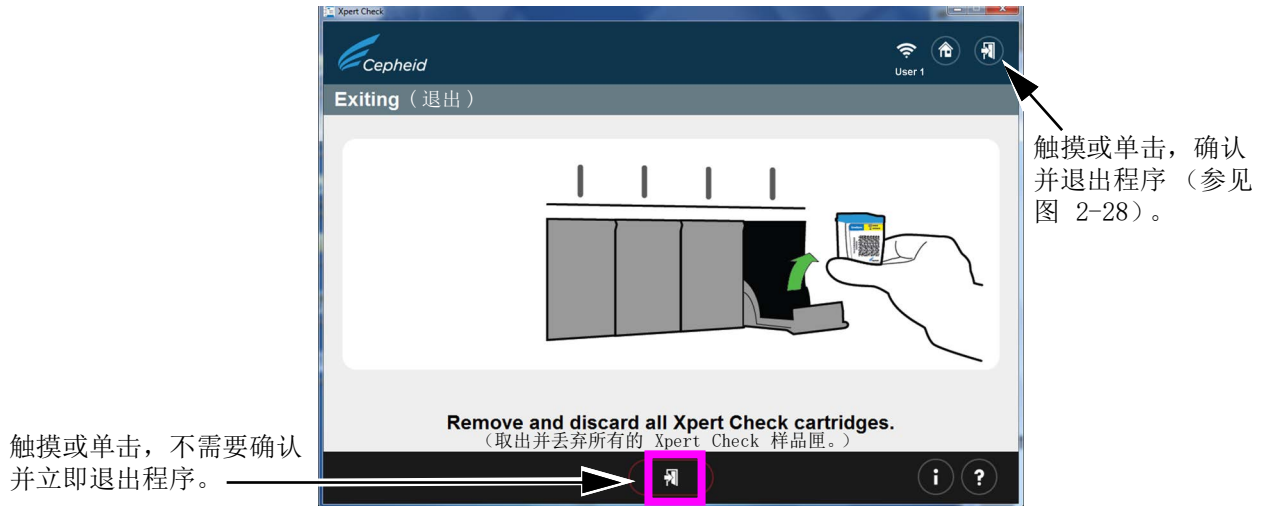 Xpert Check
Cepheid
User 1
Exiting（退出）
触摸或单击，确认
并退出程序 （参见
图 2-28）。
Remove and discard all Xpert Check cartridges.
（取出并丢弃所有的 Xpert Check 样品匣。）
触摸或单击，不需要确认
并立即退出程序。
i ?